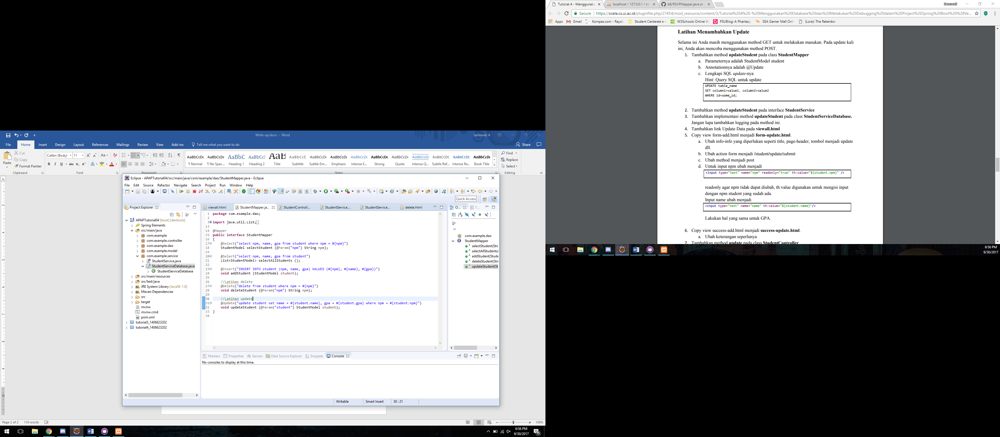 Write-up.docx - Word
Saraswati A
File Home Insert Design Layout References Mailings Review View Add-ins Tell me what you want to do
Share
Paste
Cut
Copy
Format Painter
Clipboard
Calibri (Body) 11
Font
Paragraph
AaBbCcDc AaBbCcDc AaBbC AaBbCcI AaB AaBbCcC AaBbCcDı AaBbCcDı AaBbCcDı AaBbCcDc AaBbCcDı AaBbCcDı AABBCCDC AABBCCDC AaBbCcDı
¶ Normal ¶ No Spac... Heading 1 Heading 2 Title Subtitle Subtle Em... Emphasis Intense E... Strong Quote Intense Q... Subtle Ref... Intense Re... Book Title
Styles
Find
Replace
Select
Editing
Eclipse - APAPTutorial04/src/main/java/com/example/dao/StudentMapper.java - Eclipse
File Edit Source Refactor Navigate Search Project Run Window Help
Quick Access
Project Explorer
APAPTutorial04 [boot] [devtools]
Spring Elements
src/main/java
com.example
com.example.controller
com.example.dao
com.example.model
com.example.service
StudentService.java
StudentServiceDatabase.java
StudentServiceDatabase
src/main/resources
src/test/java
JRE System Library [JavaSE-1.8]
Maven Dependencies
src
target
mvnw
mvnw.cmd
pom.xml
tutorial3_1406623202
tutorial4_1406623202
viewall.html StudentMapper.ja... StudentControll... StudentService.... StudentService... delete.html
1 package com.example.dao;
2
3 import java.util.List;
13
14 @Mapper
15 public interface StudentMapper
16 {
17 @Select("select npm, name, gpa from student where npm = #{npm}")
18 StudentModel selectStudent (@Param("npm") String npm);
19
20 @Select("select npm, name, gpa from student")
21 List<StudentModel> selectAllStudents ();
22
23 @Insert("INSERT INTO student (npm, name, gpa) VALUES (#{npm}, #{name}, #{gpa})")
24 void addStudent (StudentModel student);
25
26 //Latihan delete
27 @Delete("delete from student where npm = #{npm}")
28 void deleteStudent (@Param("npm") String npm);
29
30 //Latihan update
31 @Update("update student set name = #{student.name}, gpa = #{student.gpa} where npm = #{student.npm}")
32 void updateStudent (@Param("student") StudentModel student);
33 }
34
O... T...
com.example.dao
StudentMapper
selectStudent(Stri
selectAllStudents(
addStudent(Stude
deleteStudent(Stri
updateStudent(St
Markers Properties Servers Data Source Explorer Snippets Console
No consoles to display at this time.
Writable Smart Insert 30 : 21
Page 2 of 2 118 words
100%
6:56 PM
9/30/2017
15
Tutorial 4 - Menggunaka localhost / 127.0.0.1 / stu b8/RSVPMapper.java at
Saraswati
Secure https://scele.cs.ui.ac.id/pluginfile.php/27454/mod_resource/content/3/Tutorial%204%20-%20Menggunakan%20Database%20dan%20Melakukan%20Debugging%20dalam%20Project%20Spring%20Boot%20%28Ve...
Apps Gmail Kompas.com - Rayak Student Centered e-L W3Schools Online W PSUBlog: A Phantasy SEA Gamer Mall Onli (Lore): The Rekenber
Latihan Menambahkan Update
Selama ini Anda masih menggunakan method GET untuk melakukan masukan. Pada update kali
ini, Anda akan mencoba menggunakan method POST.
1. Tambahkan method updateStudent pada class StudentMapper
a. Parameternya adalah StudentModel student
b. Annotationnya adalah @Update
c. Lengkapi SQL update-nya
Hint: Query SQL untuk update
UPDATE table_name
SET column1=value1, column2=value2
WHERE id=some_id;
2. Tambahkan method updateStudent pada interface StudentService
3. Tambahkan implementasi method updateStudent pada class StudentServiceDatabase.
Jangan lupa tambahkan logging pada method ini.
4. Tambahkan link Update Data pada viewall.html
5. Copy view form-add.html menjadi form-update.html.
a. Ubah info-info yang diperlukan seperti title, page-header, tombol menjadi update
dll.
b. Ubah action form menjadi /student/update/submit
c. Ubah method menjadi post
d. Untuk input npm ubah menjadi
<input type="text" name="npm" readonly="true" th:value="${student.npm}" />
readonly agar npm tidak dapat diubah, th:value digunakan untuk mengisi input
dengan npm student yang sudah ada.
Input name ubah menjadi
<input type="text" name="name" th:value="${student.name}"/>
Lakukan hal yang sama untuk GPA.
6. Copy view success-add.html menjadi success-update.html.
a. Ubah keterangan seperlunya
7. Tambahkan method update pada class StudentController
6:56 PM
9/30/2017